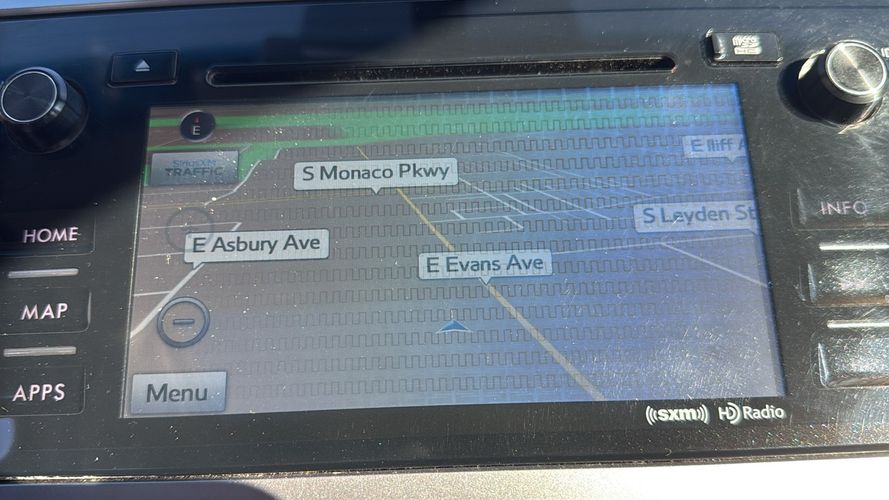 E
SiriusXM
TRAFFIC
S Monaco Pkwy
E Iliff
S Leyden St
INFO
HOME
E Asbury Ave
E Evans Ave
MAP
APPS
Menu
((sxm))
HD Radio
micro